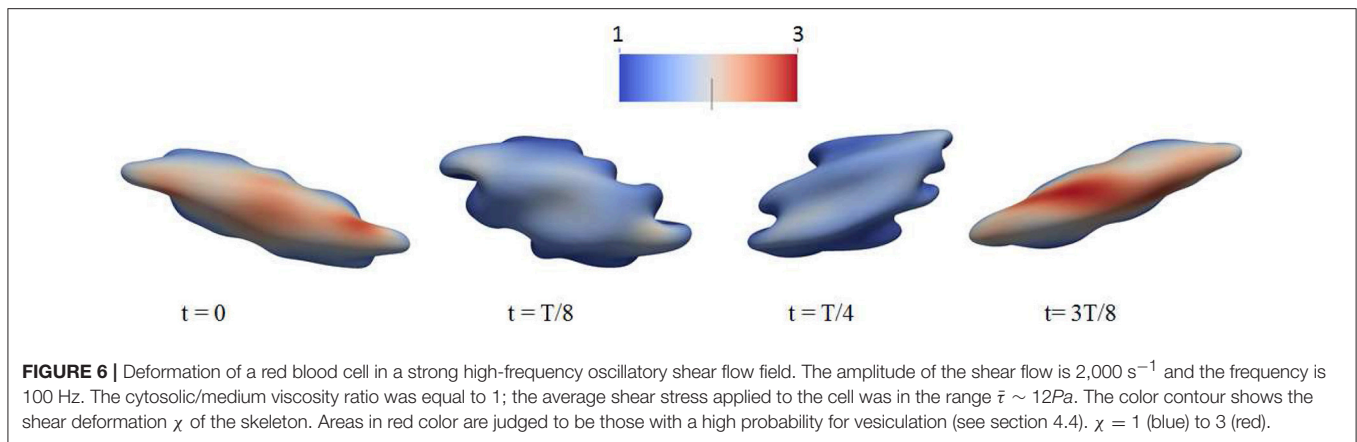 1 3
t = 0 t = T/8 t = T/4 t= 3T/8
FIGURE 6 | Deformation of a red blood cell in a strong high-frequency oscillatory shear flow field. The amplitude of the shear flow is 2,000 s⁻¹ and the frequency is
100 Hz. The cytosolic/medium viscosity ratio was equal to 1; the average shear stress applied to the cell was in the range τ̄ ∼ 12Pa. The color contour shows the
shear deformation χ of the skeleton. Areas in red color are judged to be those with a high probability for vesiculation (see section 4.4). χ = 1 (blue) to 3 (red).